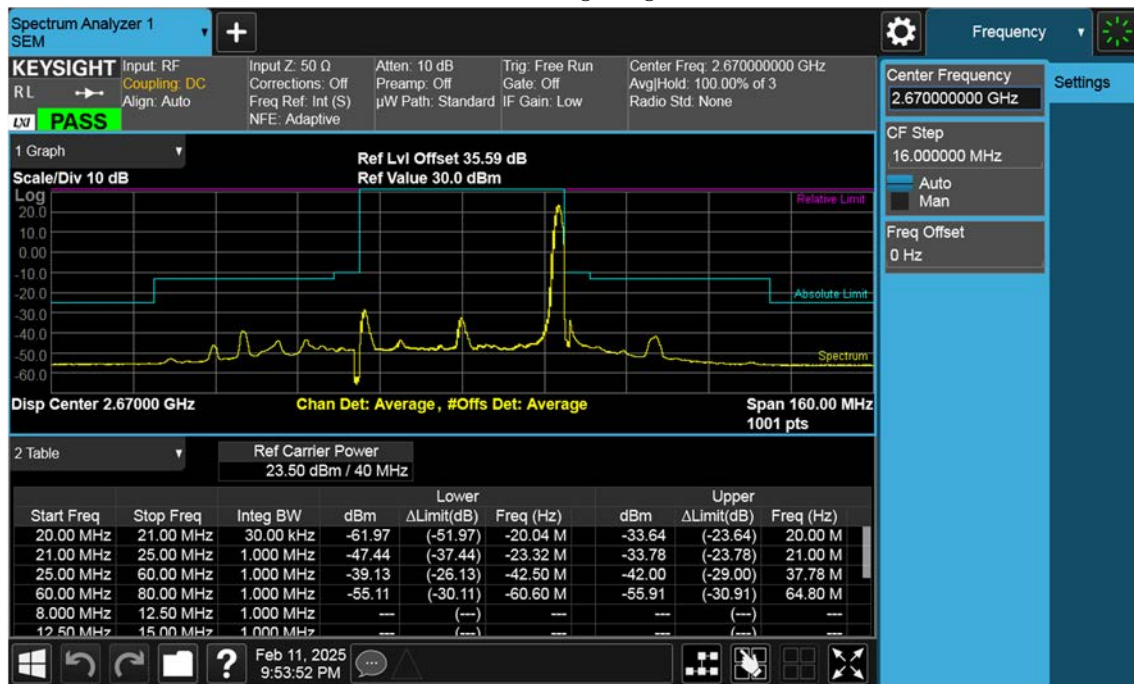 Spectrum Analyzer 1
SEM
Frequency
KEYSIGHT
RL
LXI
PASS
Input: RF
Coupling: DC
Align: Auto
Input Z: 50 Ω
Corrections: Off
Freq Ref: Int (S)
NFE: Adaptive
Atten: 10 dB
Preamp: Off
µW Path: Standard
Trig: Free Run
Gate: Off
IF Gain: Low
Center Freq: 2.670000000 GHz
Avg|Hold: 100.00% of 3
Radio Std: None
Center Frequency
2.670000000 GHz
Settings
CF Step
16.000000 MHz
Auto
Man
Freq Offset
0 Hz
1 Graph
Scale/Div 10 dB
Ref Lvl Offset 35.59 dB
Ref Value 30.0 dBm
Log
Relative Limit
20.0
10.0
0.00
-10.0
-20.0
Absolute Limit
-30.0
-40.0
-50.0
Spectrum
-60.0
Disp Center 2.67000 GHz
Chan Det: Average, #Offs Det: Average
Span 160.00 MHz
1001 pts
2 Table
Ref Carrier Power
23.50 dBm / 40 MHz
Lower Upper
Start Freq Stop Freq Integ BW dBm ΔLimit(dB) Freq (Hz) dBm ΔLimit(dB) Freq (Hz)
20.00 MHz 21.00 MHz 30.00 kHz -61.97 (-51.97) -20.04 M -33.64 (-23.64) 20.00 M
21.00 MHz 25.00 MHz 1.000 MHz -47.44 (-37.44) -23.32 M -33.78 (-23.78) 21.00 M
25.00 MHz 60.00 MHz 1.000 MHz -39.13 (-26.13) -42.50 M -42.00 (-29.00) 37.78 M
60.00 MHz 80.00 MHz 1.000 MHz -55.11 (-30.11) -60.60 M -55.91 (-30.91) 64.80 M
8.000 MHz 12.50 MHz 1.000 MHz --- (---) --- --- (---) ---
12.50 MHz 15.00 MHz 1.000 MHz --- (---) --- --- (---) ---
Feb 11, 2025
9:53:52 PM